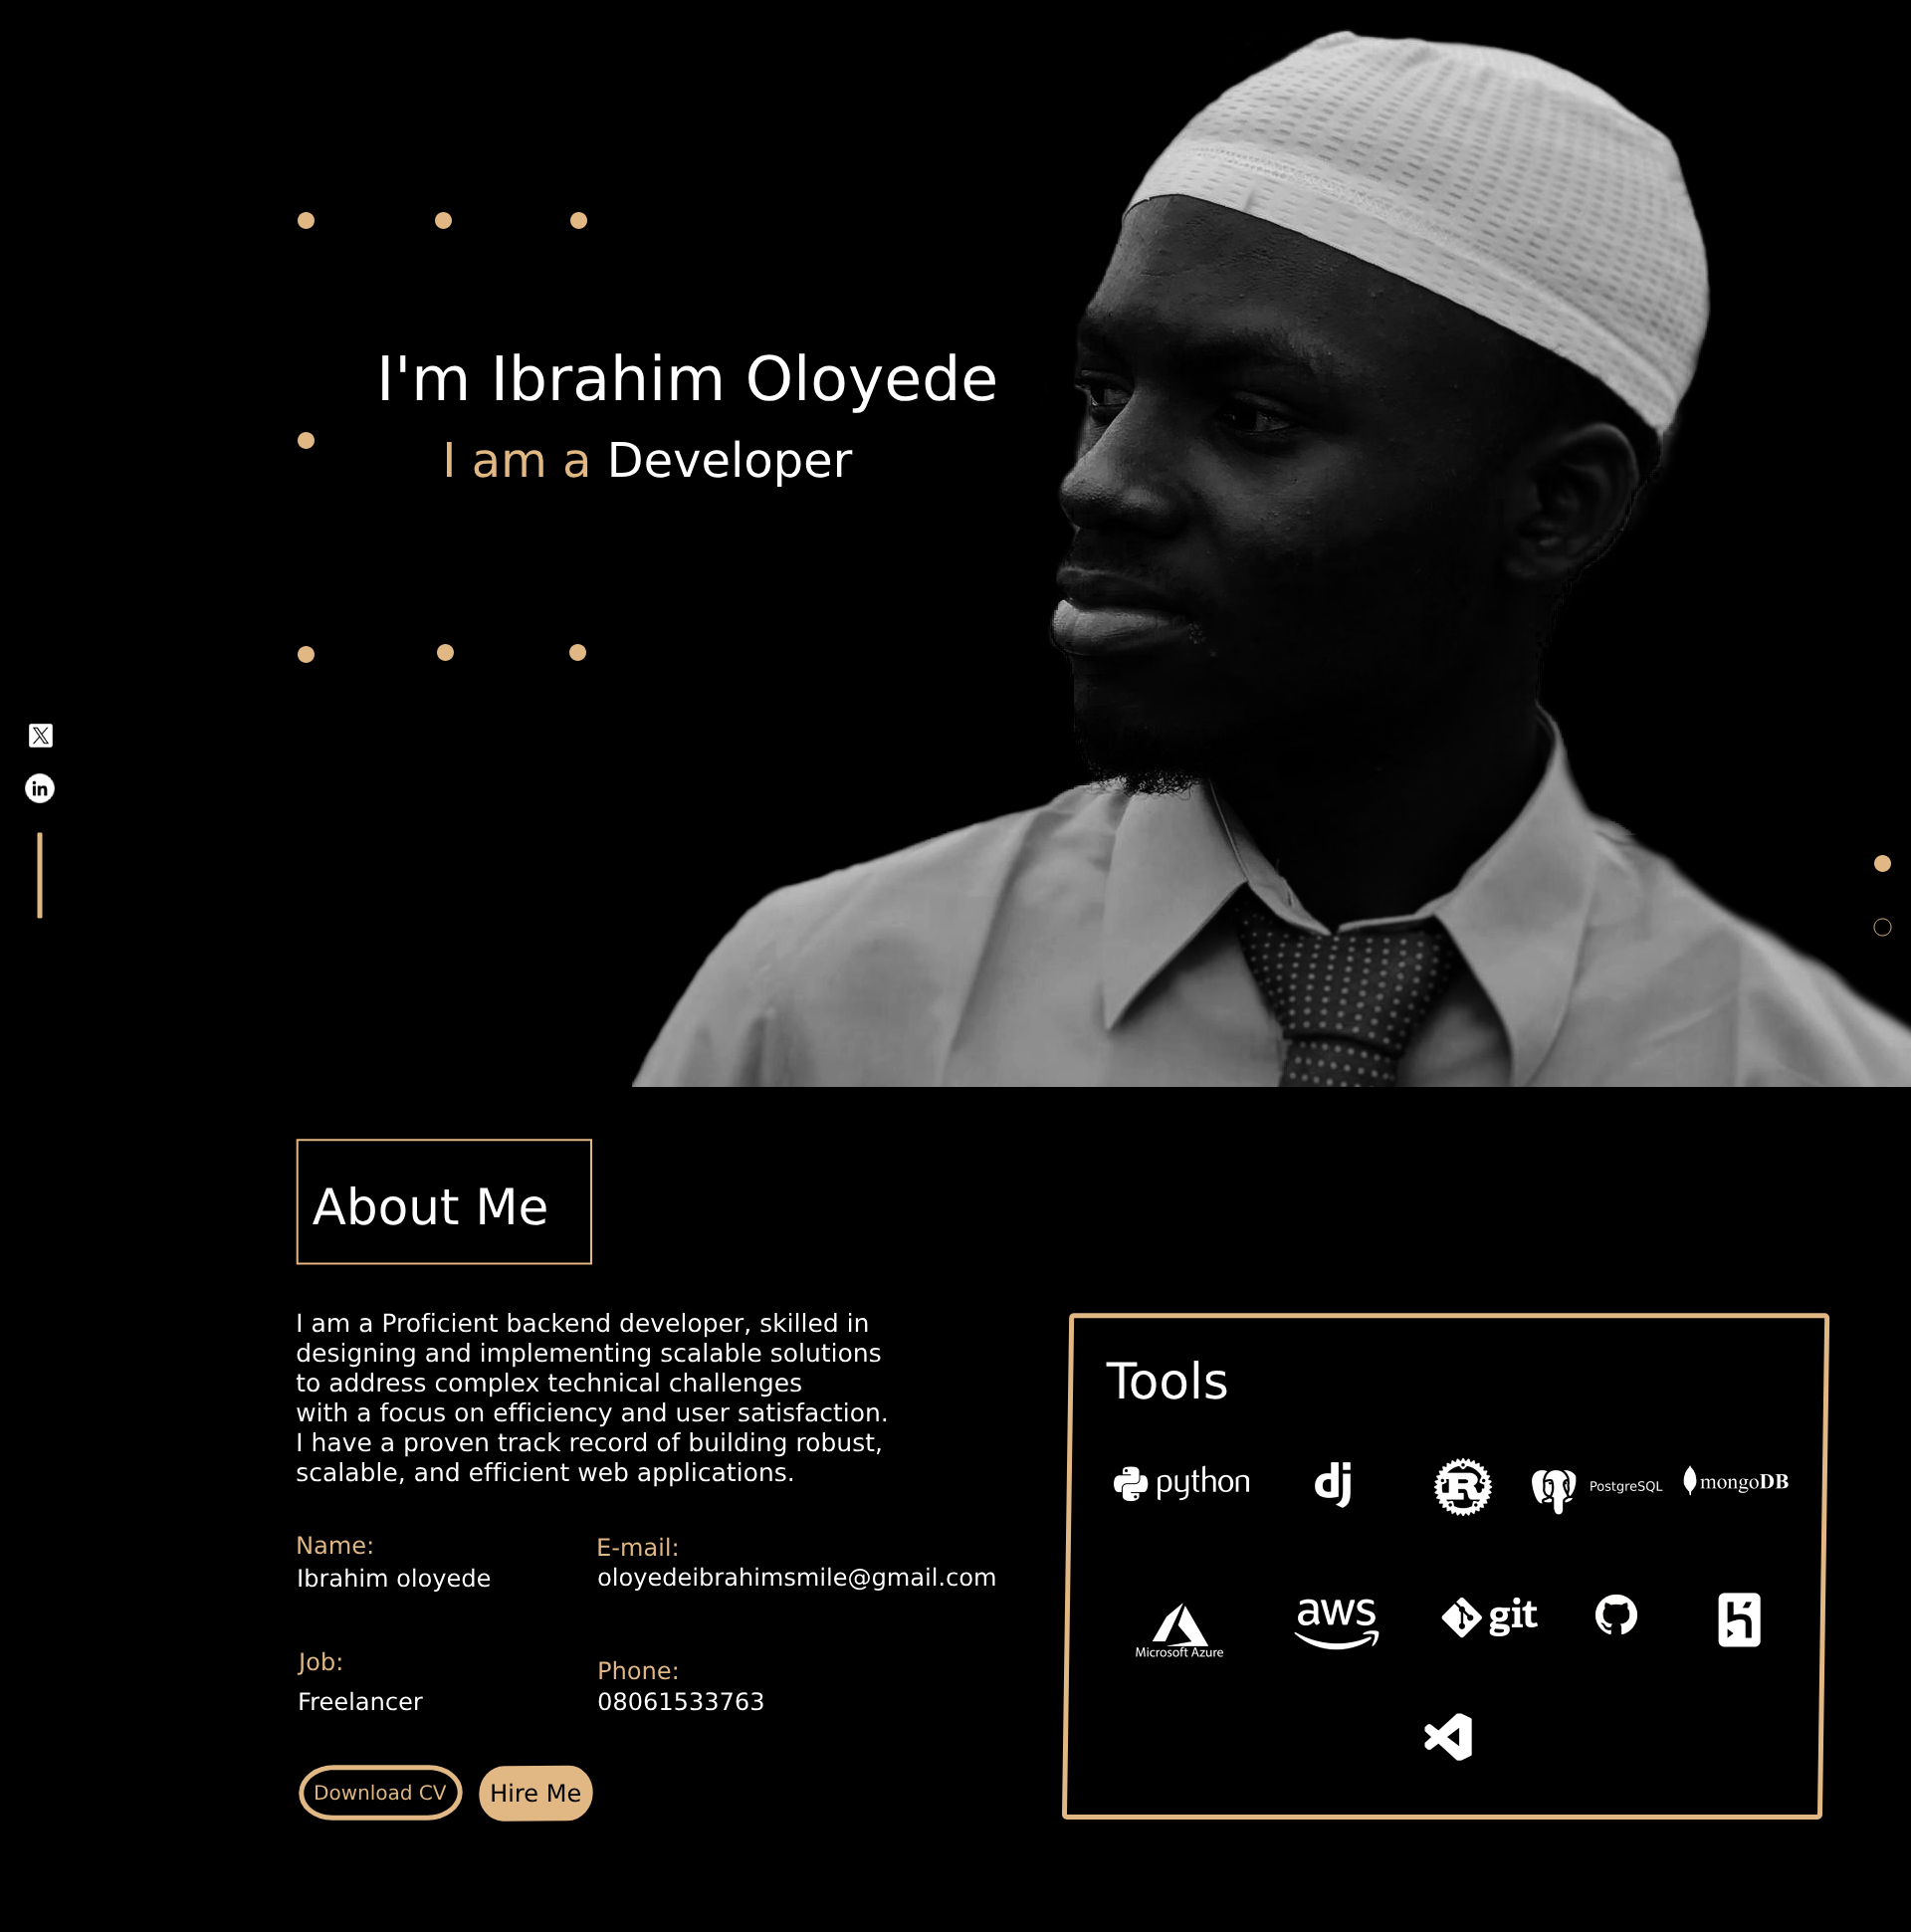 I'm Ibrahim Oloyede
I am a Developer
in
About Me
I am a Proficient backend developer, skilled in
designing and implementing scalable solutions
to address complex technical challenges
with a focus on efficiency and user satisfaction.
I have a proven track record of building robust,
scalable, and efficient web applications.
Name:
Ibrahim oloyede
E-mail:
oloyedeibrahimsmile@gmail.com
Job:
Freelancer
Phone:
08061533763
Download CV
Hire Me
Tools
python
dj
R
PostgreSQL
mongoDB
Microsoft Azure
aws
git